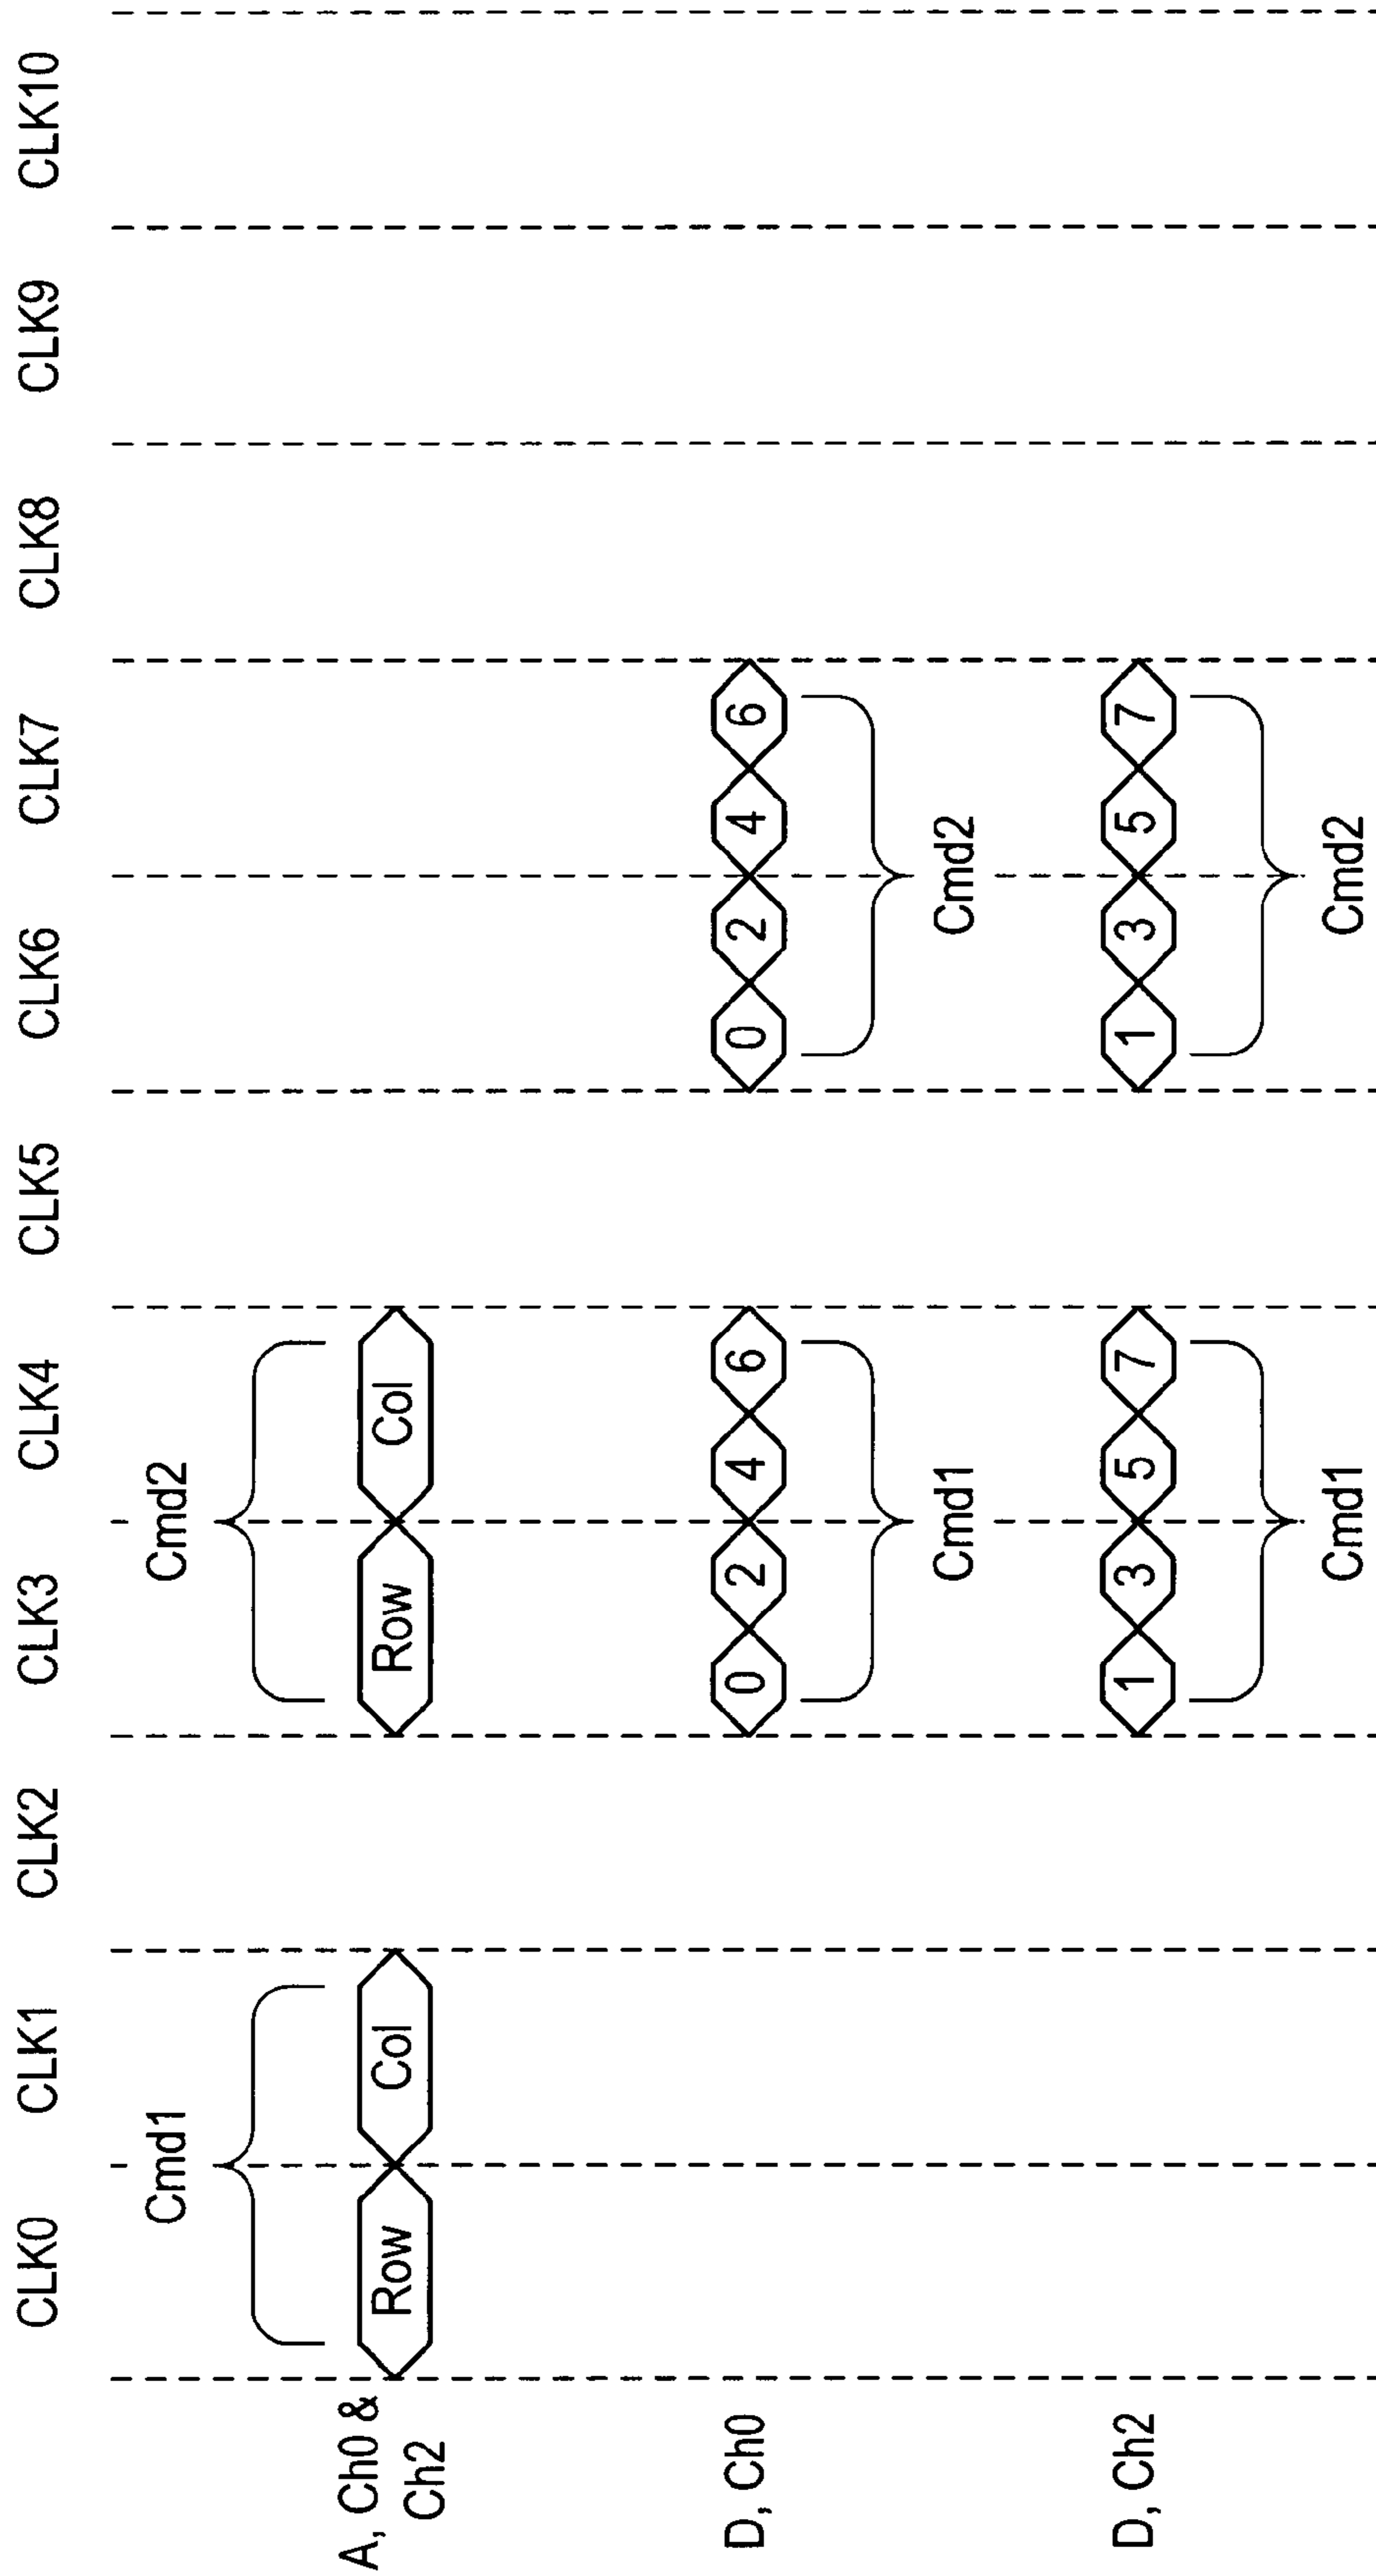 CLK0 CLK1 CLK2 CLK3 CLK4 CLK5 CLK6 CLK7 CLK8 CLK9 CLK10
Cmd1 Cmd2
A, Ch0 & Row Col Row Col
Ch2
D, Ch0 0 2 4 6 0 2 4 6
Cmd1 Cmd2
D, Ch2 1 3 5 7 1 3 5 7
Cmd1 Cmd2